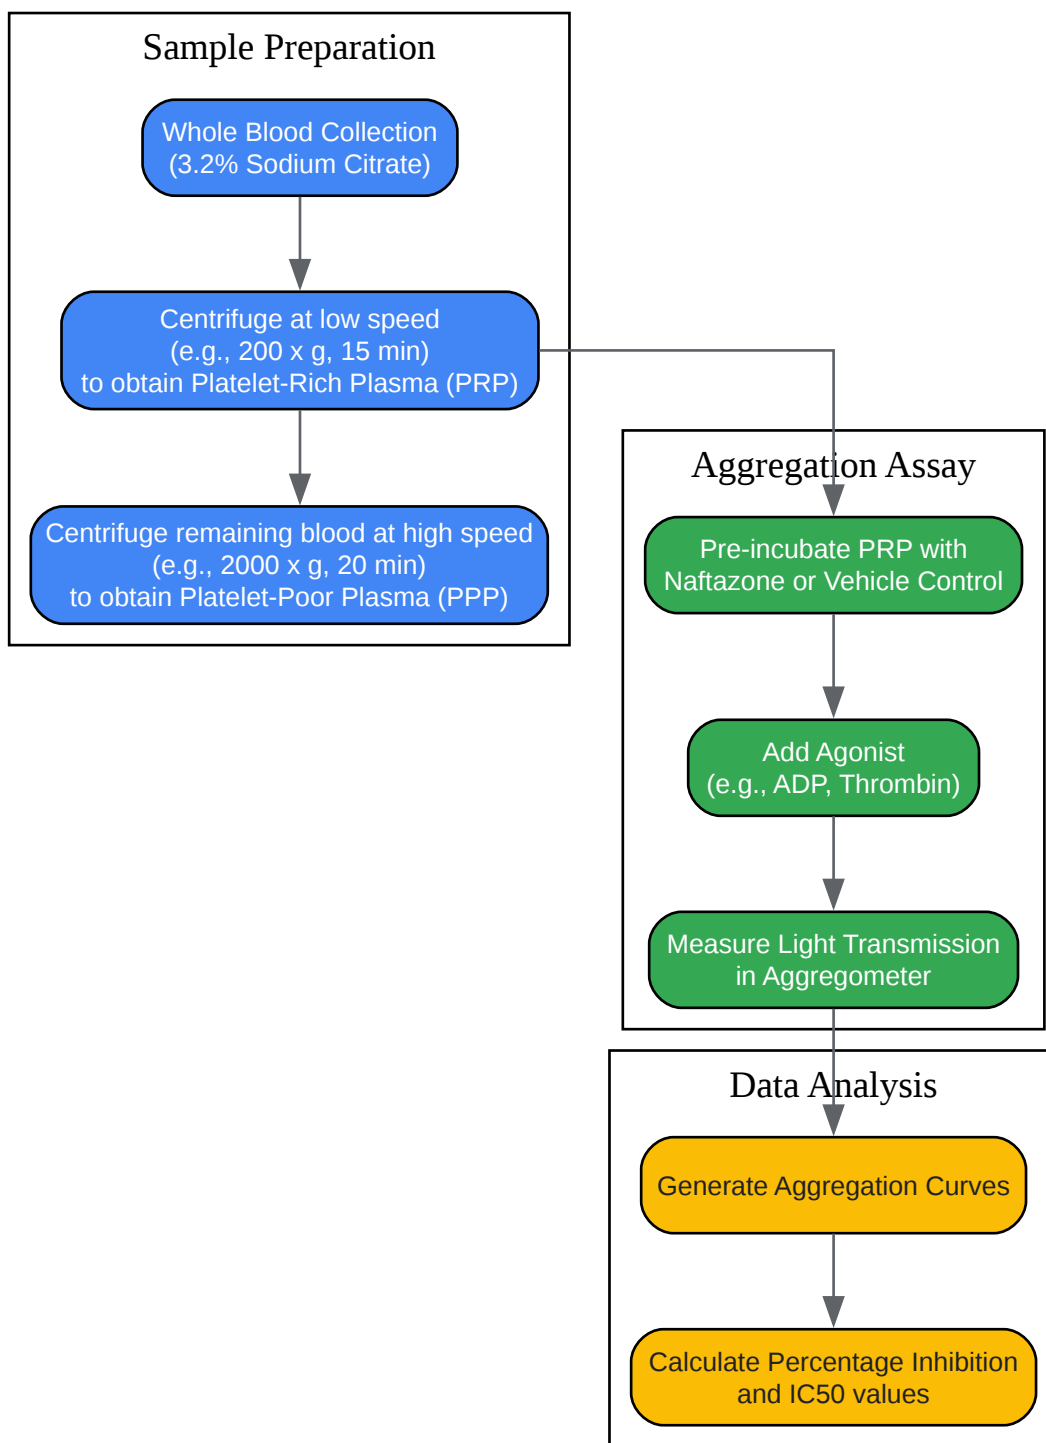 Sample Preparation
Whole Blood Collection
(3.2% Sodium Citrate)
Centrifuge at low speed
(e.g., 200 x g, 15 min)
to obtain Platelet-Rich Plasma (PRP)
Centrifuge remaining blood at high speed
(e.g., 2000 x g, 20 min)
to obtain Platelet-Poor Plasma (PPP)
Aggregation Assay
Pre-incubate PRP with
Naftazone or Vehicle Control
Add Agonist
(e.g., ADP, Thrombin)
Measure Light Transmission
in Aggregometer
Data Analysis
Generate Aggregation Curves
Calculate Percentage Inhibition
and IC50 values